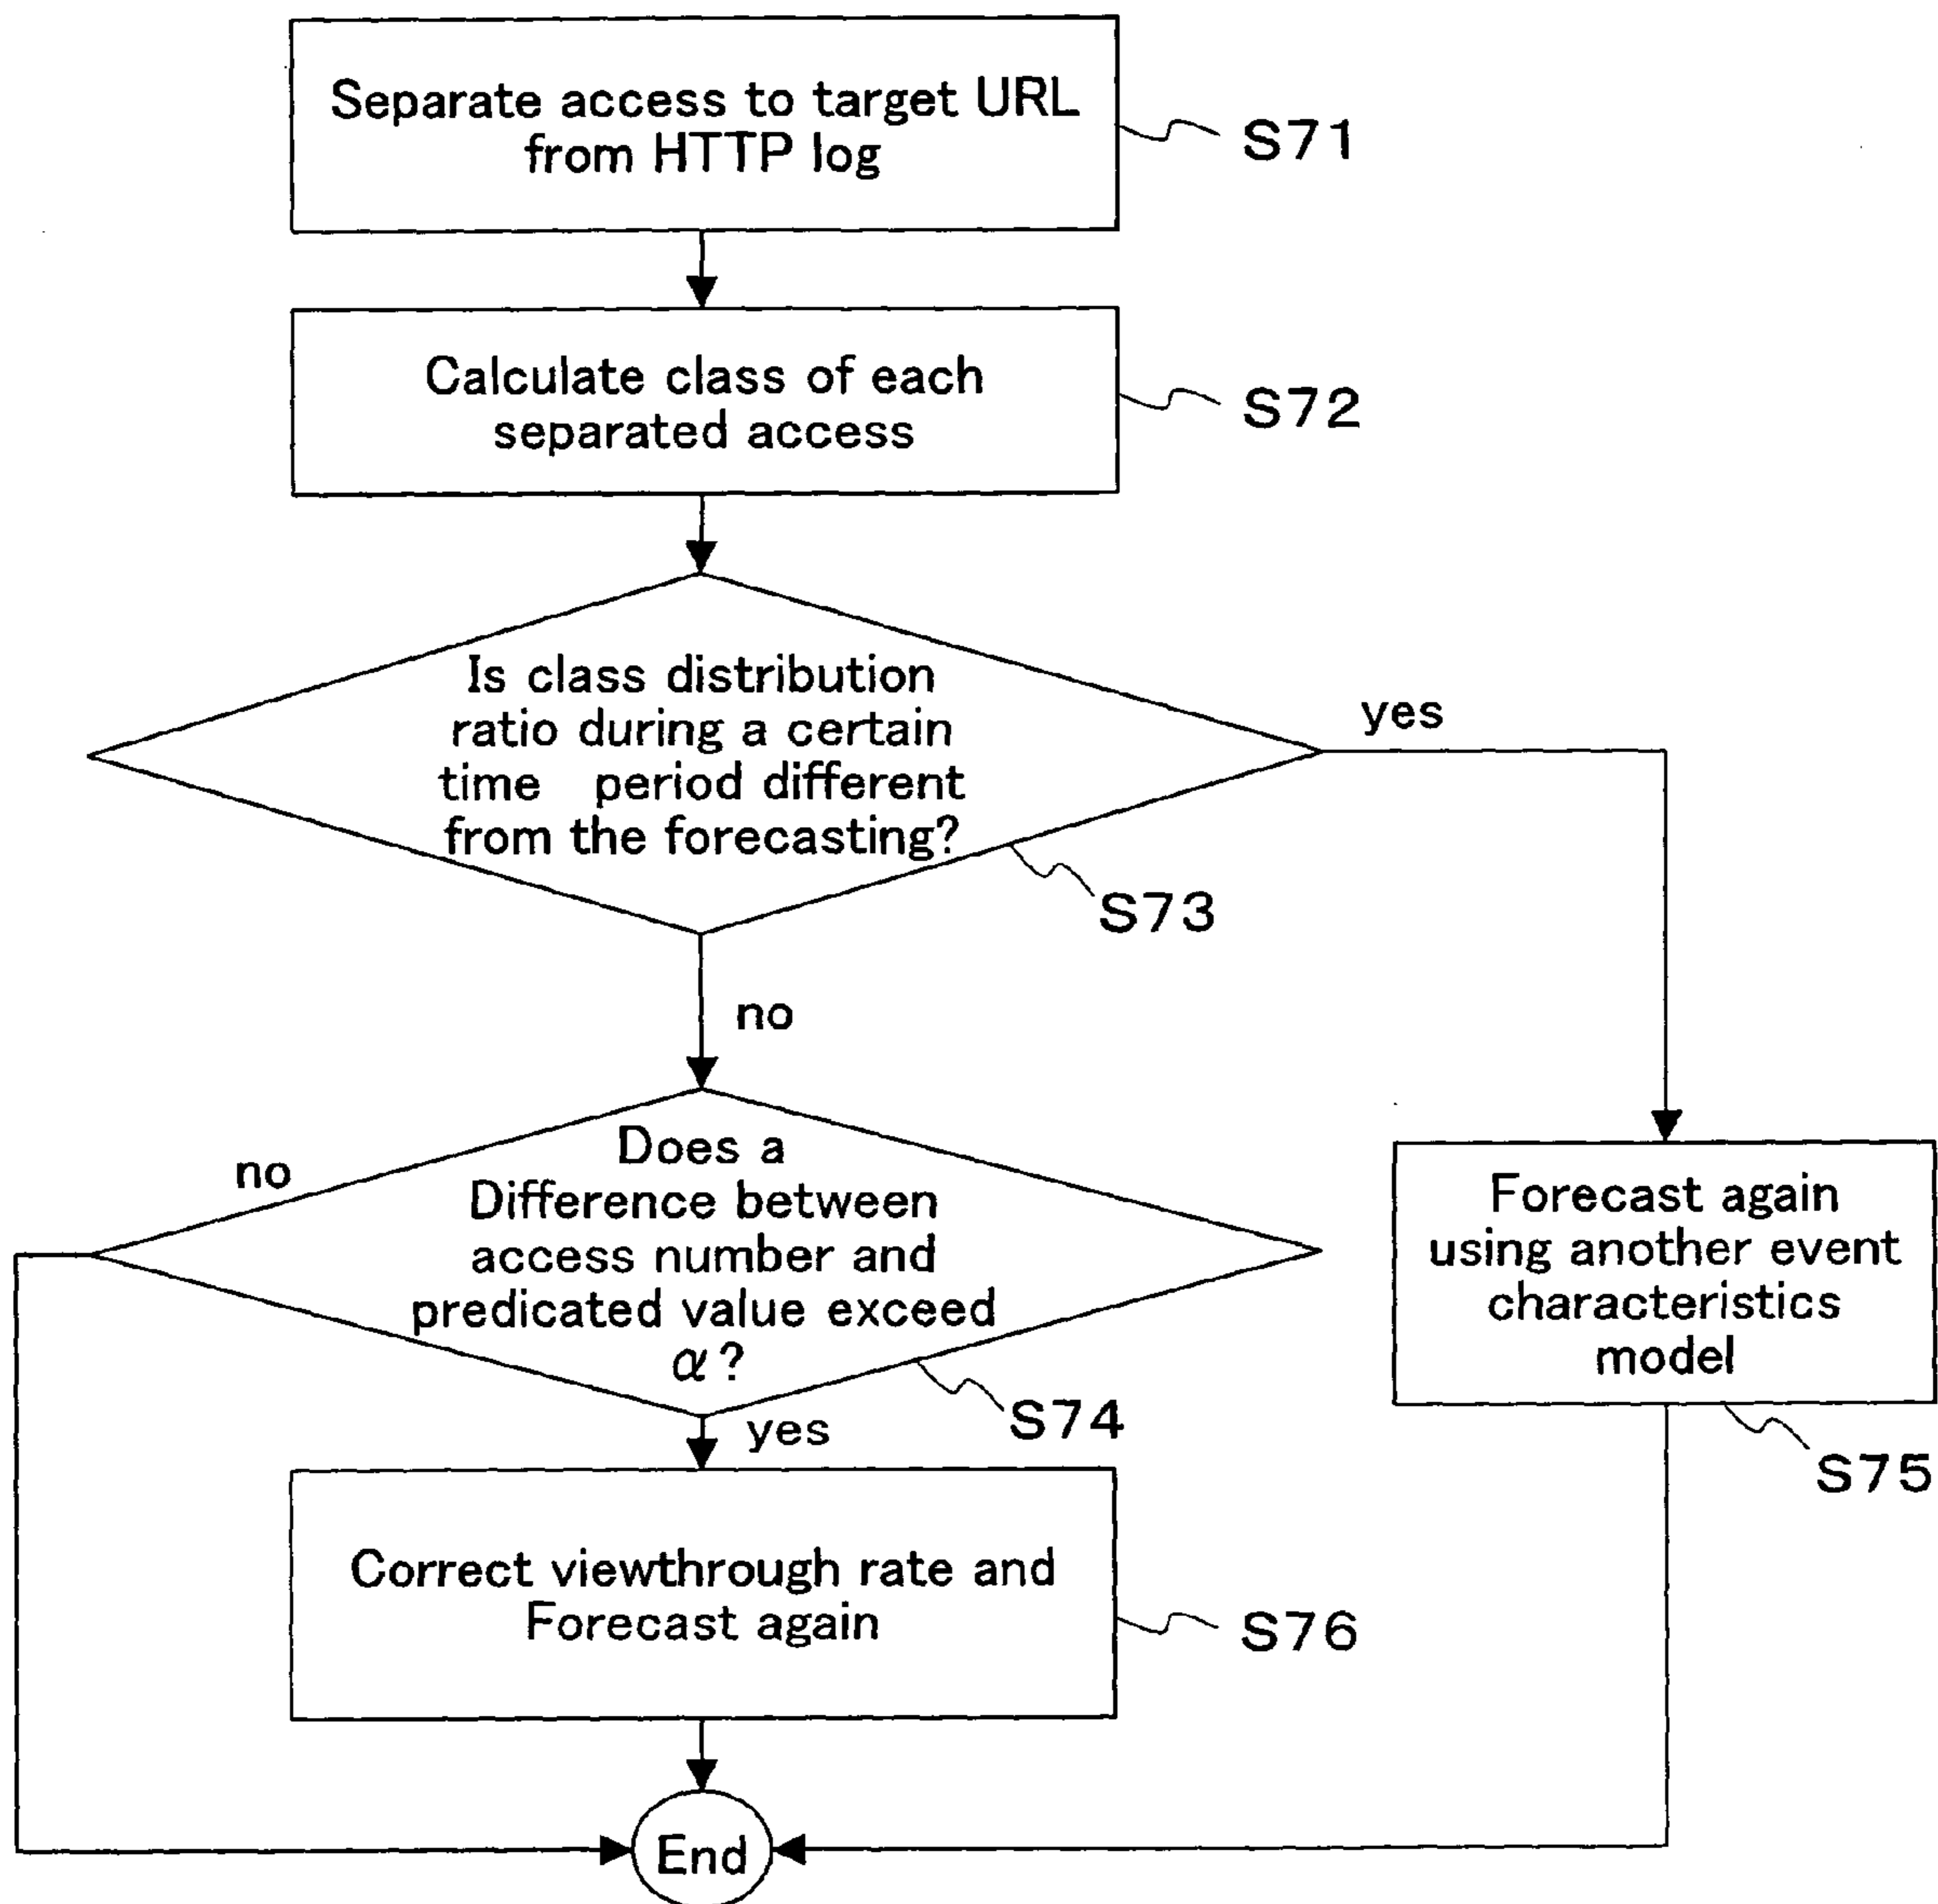 Separate access to target URL
from HTTP log
S71
Calculate class of each
separated access
S72
Is class distribution
ratio during a certain
time period different
from the forecasting?
yes
S73
no
Does a
Difference between
access number and
predicated value exceed
α?
no
S74
yes
Forecast again
using another event
characteristics
model
S75
Correct viewthrough rate and
Forecast again
S76
End